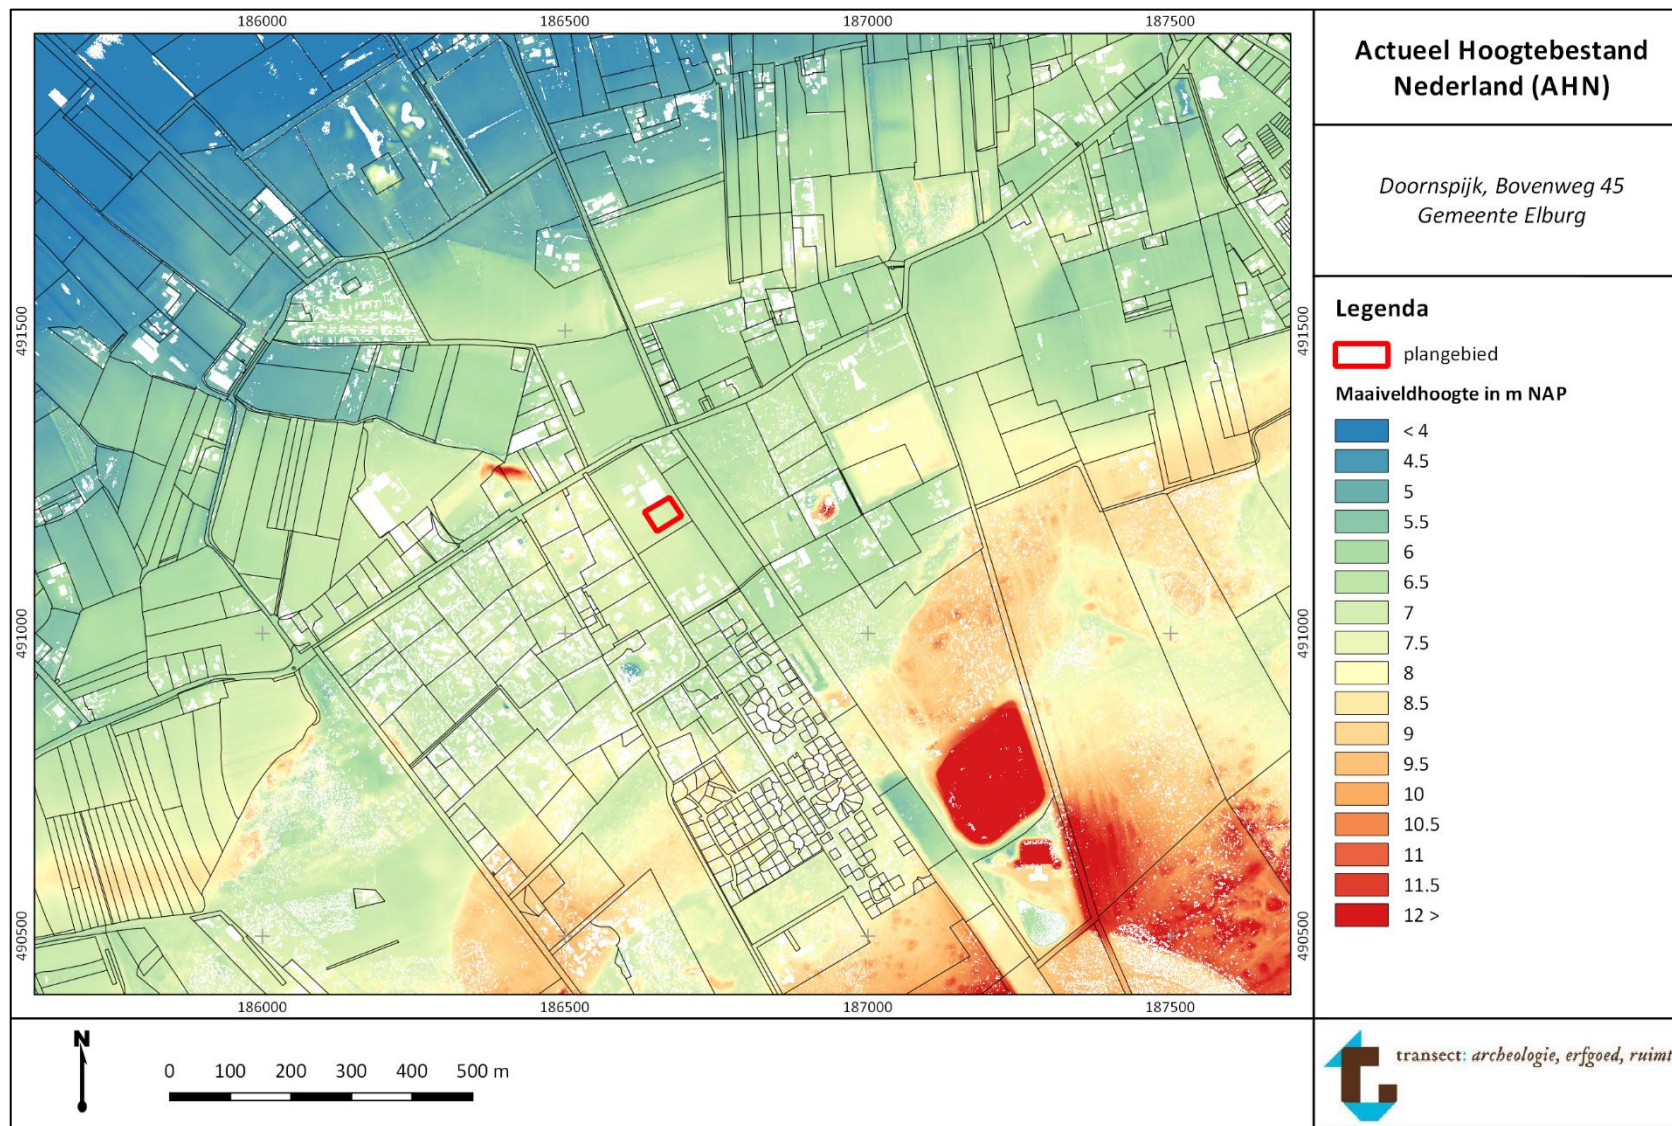 186000 186500 187000 187500
491500 491500
491000 491000
490500 490500
186000 186500 187000 187500
Actueel Hoogtebestand
Nederland (AHN)
Doornspijk, Bovenweg 45
Gemeente Elburg
Legenda
plangebied
Maaiveldhoogte in m NAP
< 4
4.5
5
5.5
6
6.5
7
7.5
8
8.5
9
9.5
10
10.5
11
11.5
12 >
N
0 100 200 300 400 500 m
transect: archeologie, erfgoed, ruimt